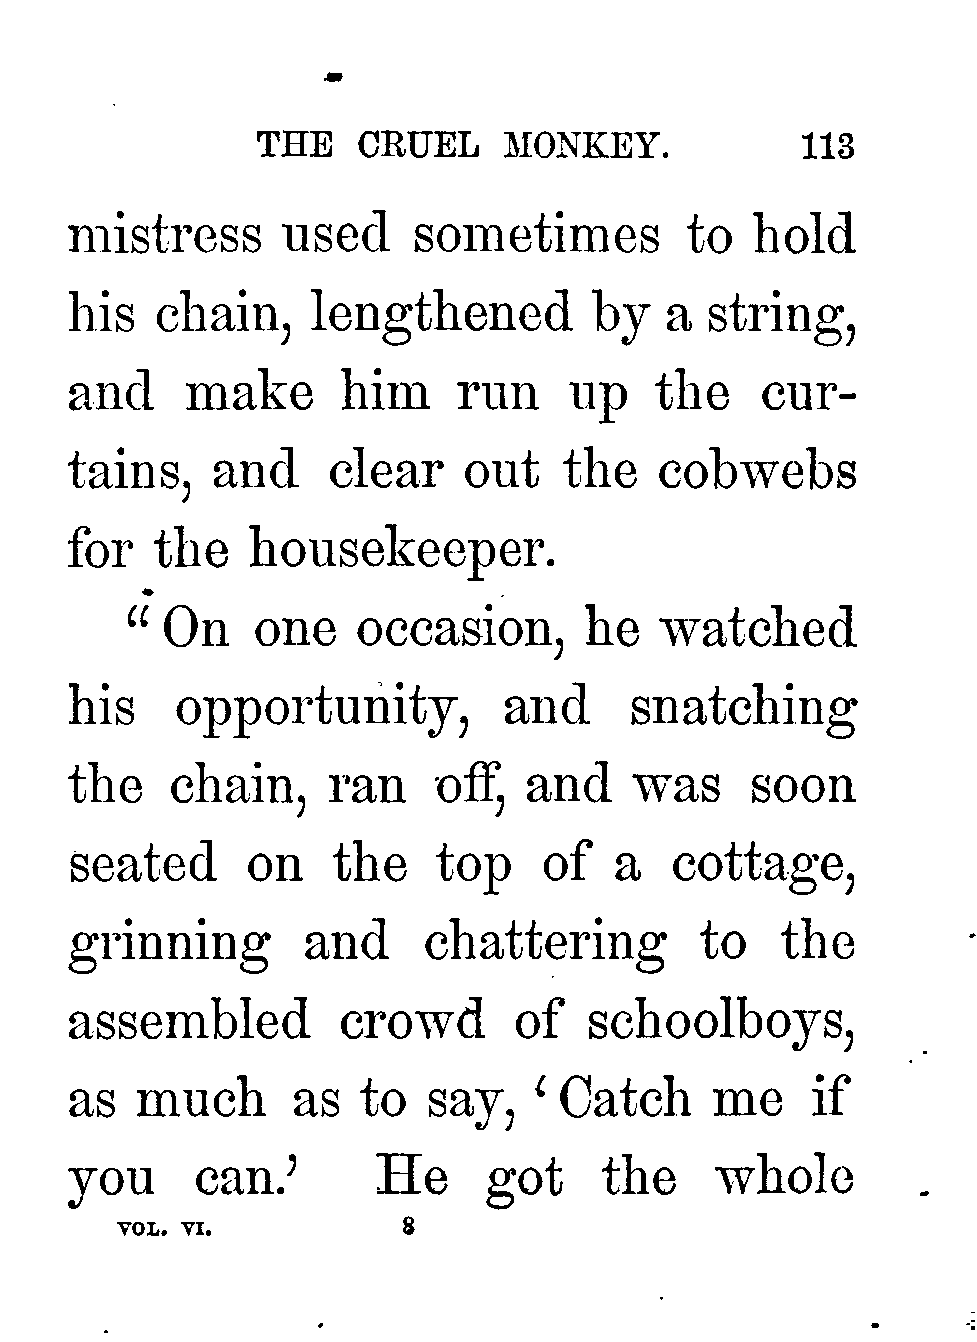 THE CRUEL MONKEY. 113
mistress used sometimes to hold
his chain, lengthened by a string,
and make him run up the cur-
tains, and clear out the cobwebs
for the housekeeper.
“ On one occasion, he watched
his opportunity, and snatching
the chain, ran off, and was soon
seated on the top of a cottage,
grinning and chattering to the
assembled crowd of schoolboys,
as much as to say, ‘ Catch me if
you can.’ He got the whole
VOL. VI. 8